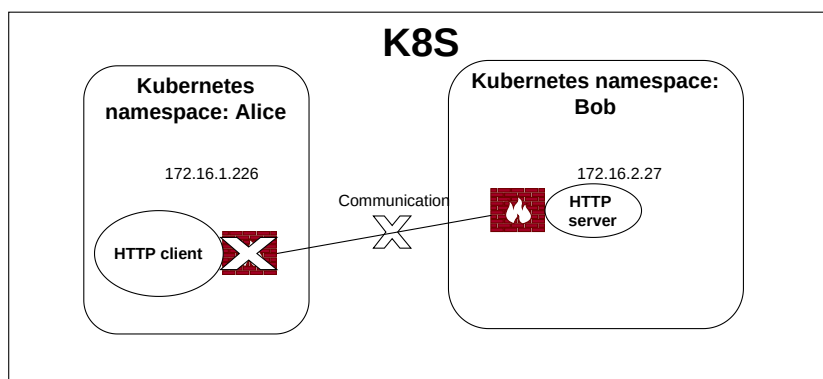 K8S
Kubernetes
namespace: Alice
Kubernetes namespace:
Bob
172.16.1.226
172.16.2.27
Communication
HTTP
server
HTTP client